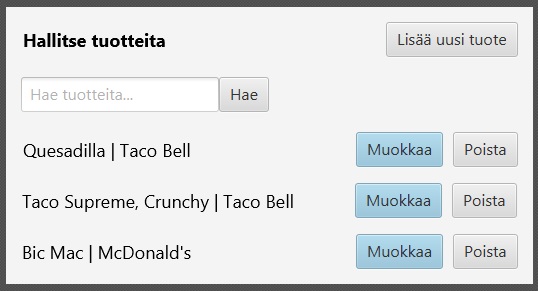 Hallitse tuotteita Lisää uusi tuote
Hae tuotteita... Hae
Quesadilla | Taco Bell Muokkaa Poista
Taco Supreme, Crunchy | Taco Bell Muokkaa Poista
Bic Mac | McDonald's Muokkaa Poista